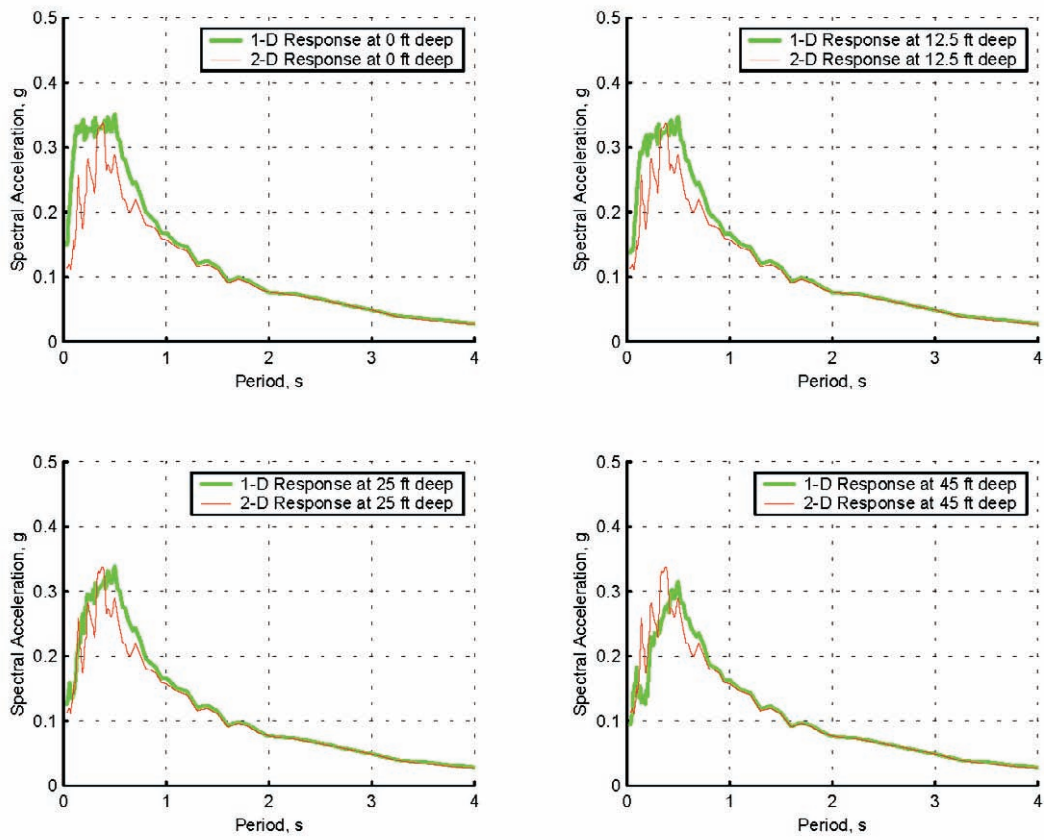 0.5
1-D Response at 0 ft deep
2-D Response at 0 ft deep
0.4
0.3
0.2
0.1
0
Spectral Acceleration, g
0 1 2 3 4
Period, s
0.5
1-D Response at 12.5 ft deep
2-D Response at 12.5 ft deep
0.4
0.3
0.2
0.1
0
Spectral Acceleration, g
0 1 2 3 4
Period, s
0.5
1-D Response at 25 ft deep
2-D Response at 25 ft deep
0.4
0.3
0.2
0.1
0
Spectral Acceleration, g
0 1 2 3 4
Period, s
0.5
1-D Response at 45 ft deep
2-D Response at 45 ft deep
0.4
0.3
0.2
0.1
0
Spectral Acceleration, g
0 1 2 3 4
Period, s